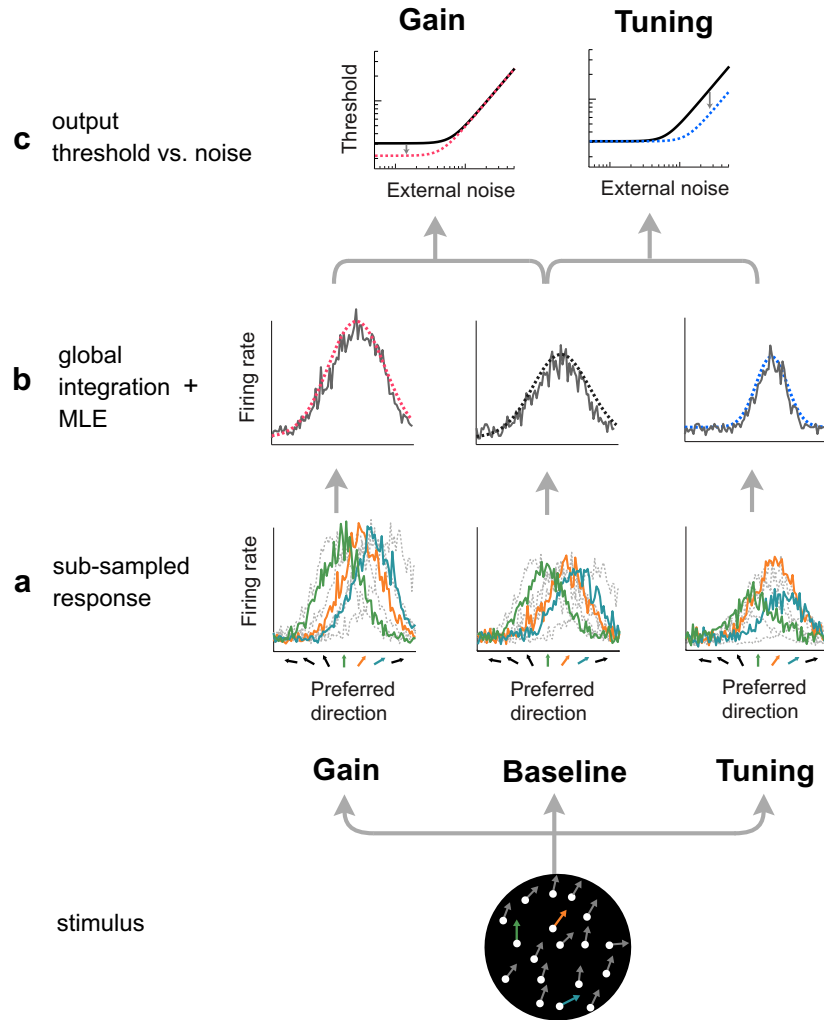 Gain
Tuning
c
output
threshold vs. noise
Threshold
External noise
Threshold
External noise
b
global
integration +
MLE
Firing rate
a
sub-sampled
response
Firing rate
Preferred
direction
Preferred
direction
Preferred
direction
Gain
Baseline
Tuning
stimulus